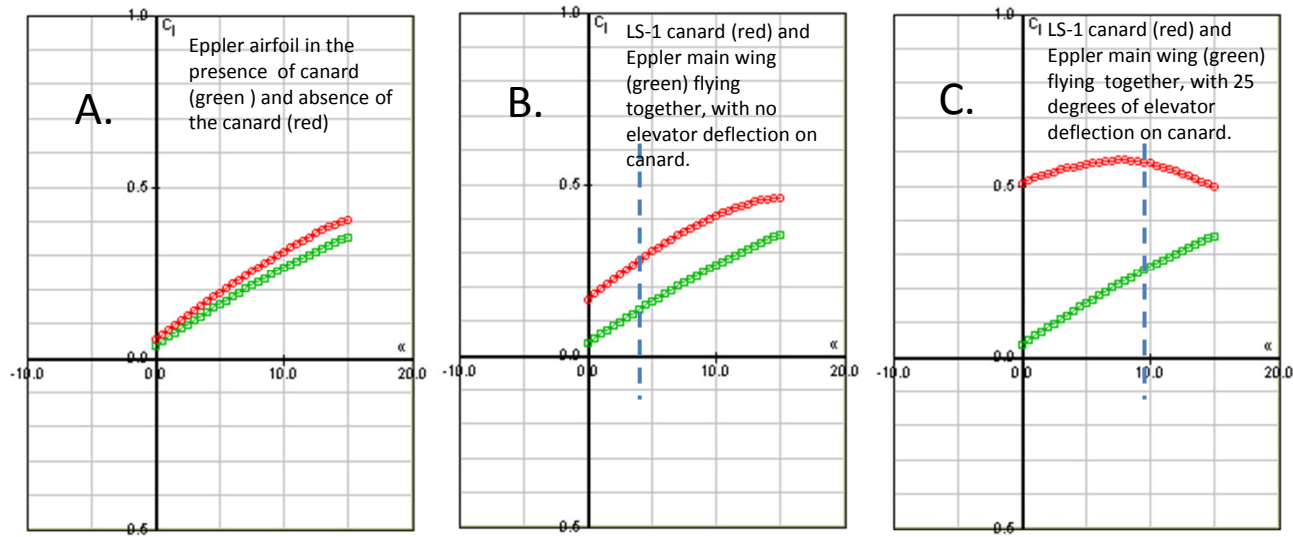 A.
1.0
Cl
Eppler airfoil in the
presence of canard
(green ) and absence of
the canard (red)
0.5
0.0
α
-10.0
0.0
10.0
20.0
0.5
B.
1.0
Cl
LS-1 canard (red) and
Eppler main wing
(green) flying
together, with no
elevator deflection on
canard.
0.5
0.0
α
-10.0
0.0
10.0
20.0
0.5
C.
1.0
Cl
LS-1 canard (red) and
Eppler main wing (green)
flying together, with 25
degrees of elevator
deflection on canard.
0.5
0.0
α
-10.0
0.0
10.0
20.0
0.5